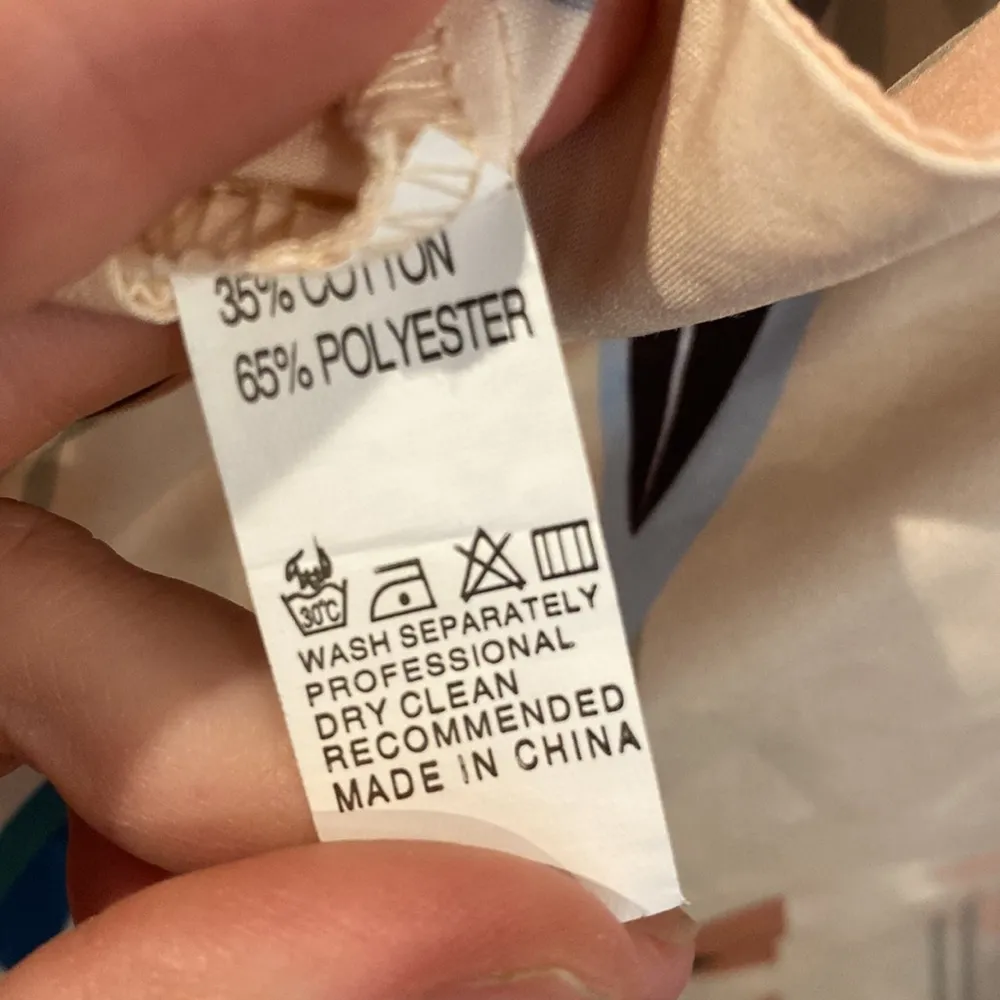 35% COTTON
65% POLYESTER
30°C
WASH SEPARATELY
PROFESSIONAL
DRY CLEAN
RECOMMENDED
MADE IN CHINA